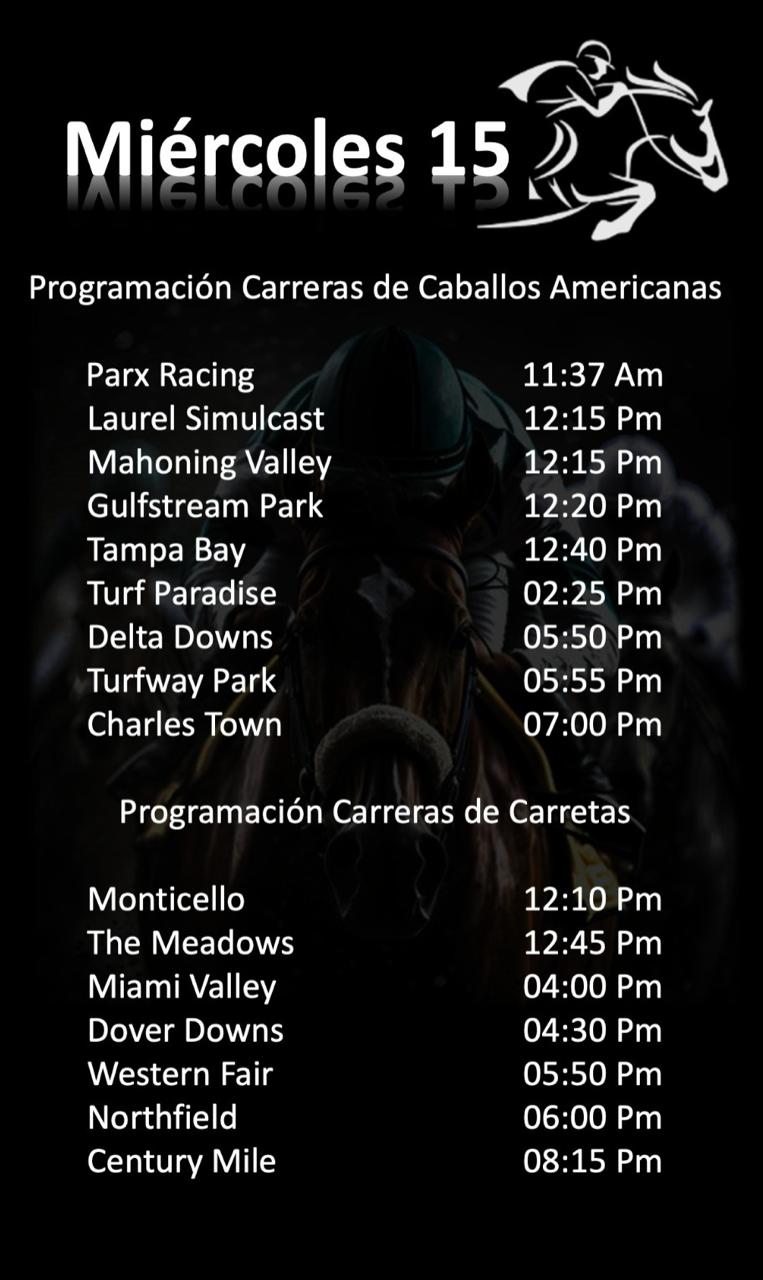 Miércoles 15
Programación Carreras de Caballos Americanas
Parx Racing 11:37 Am
Laurel Simulcast 12:15 Pm
Mahoning Valley 12:15 Pm
Gulfstream Park 12:20 Pm
Tampa Bay 12:40 Pm
Turf Paradise 02:25 Pm
Delta Downs 05:50 Pm
Turfway Park 05:55 Pm
Charles Town 07:00 Pm
Programación Carreras de Carretas
Monticello 12:10 Pm
The Meadows 12:45 Pm
Miami Valley 04:00 Pm
Dover Downs 04:30 Pm
Western Fair 05:50 Pm
Northfield 06:00 Pm
Century Mile 08:15 Pm